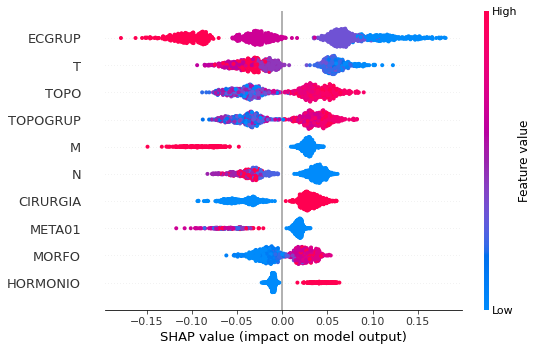 High
ECGRUP
T
TOPO
TOPOGRUP
M
N
CIRURGIA
META01
MORFO
HORMONIO
Feature value
Low
−0.15 −0.10 −0.05 0.00 0.05 0.10 0.15
SHAP value (impact on model output)